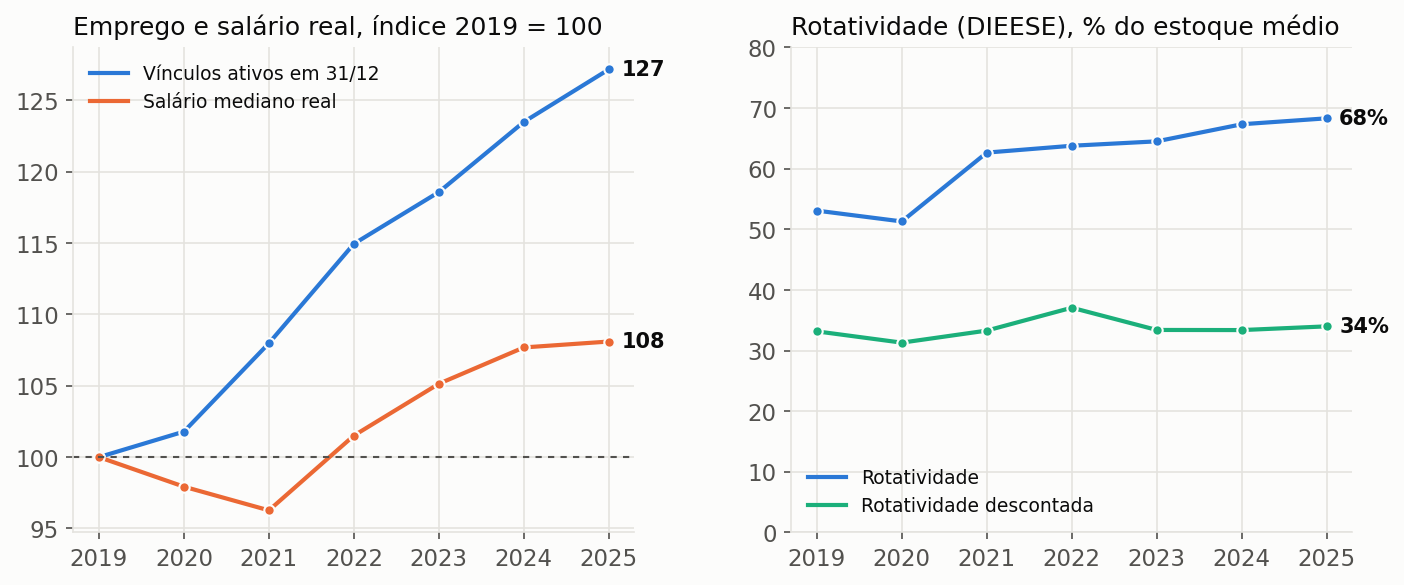 Emprego e salário real, índice 2019 = 100
Vínculos ativos em 31/12
Salário mediano real
127
108
125
120
115
110
105
100
95
2019 2020 2021 2022 2023 2024 2025
Rotatividade (DIEESE), % do estoque médio
80
70
60
50
40
30
20
10
0
68%
34%
Rotatividade
Rotatividade descontada
2019 2020 2021 2022 2023 2024 2025